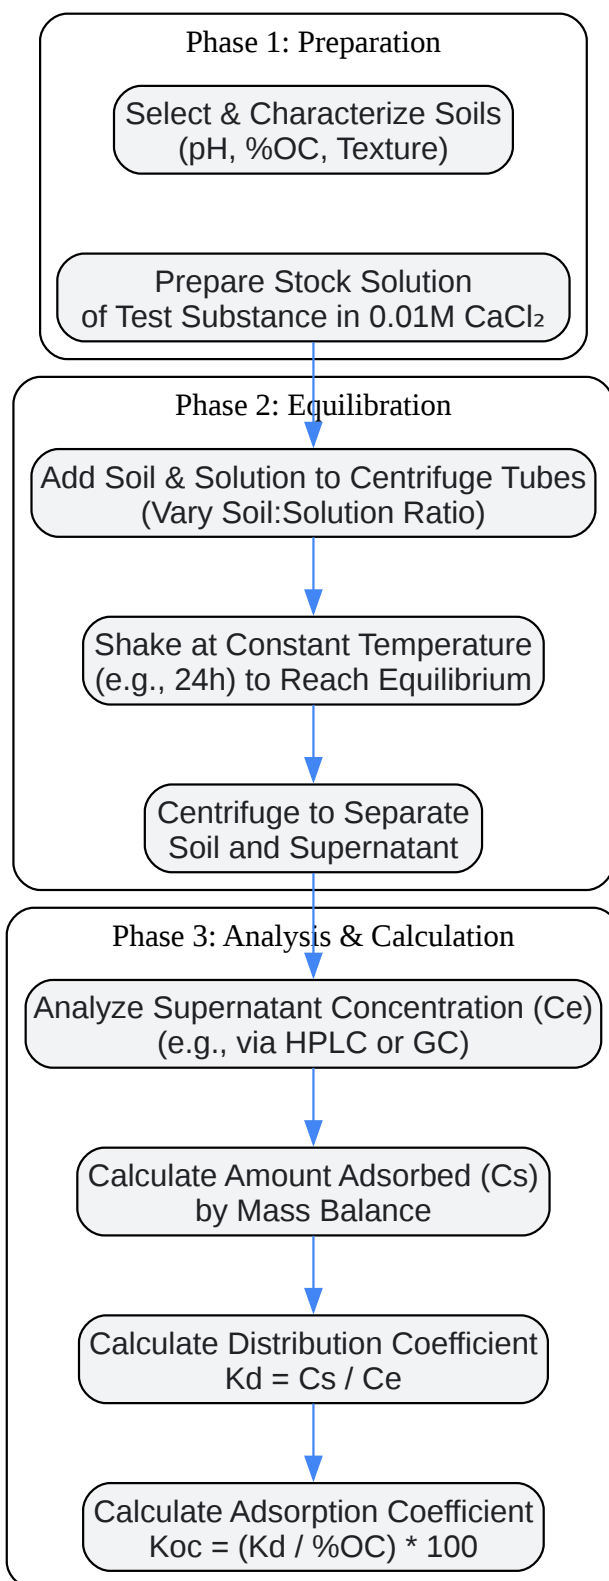 Phase 1: Preparation
Select & Characterize Soils
(pH, %OC, Texture)
Prepare Stock Solution
of Test Substance in 0.01M CaCl₂
Phase 2: Equilibration
Add Soil & Solution to Centrifuge Tubes
(Vary Soil:Solution Ratio)
Shake at Constant Temperature
(e.g., 24h) to Reach Equilibrium
Centrifuge to Separate
Soil and Supernatant
Phase 3: Analysis & Calculation
Analyze Supernatant Concentration (Ce)
(e.g., via HPLC or GC)
Calculate Amount Adsorbed (Cs)
by Mass Balance
Calculate Distribution Coefficient
Kd = Cs / Ce
Calculate Adsorption Coefficient
Koc = (Kd / %OC) * 100